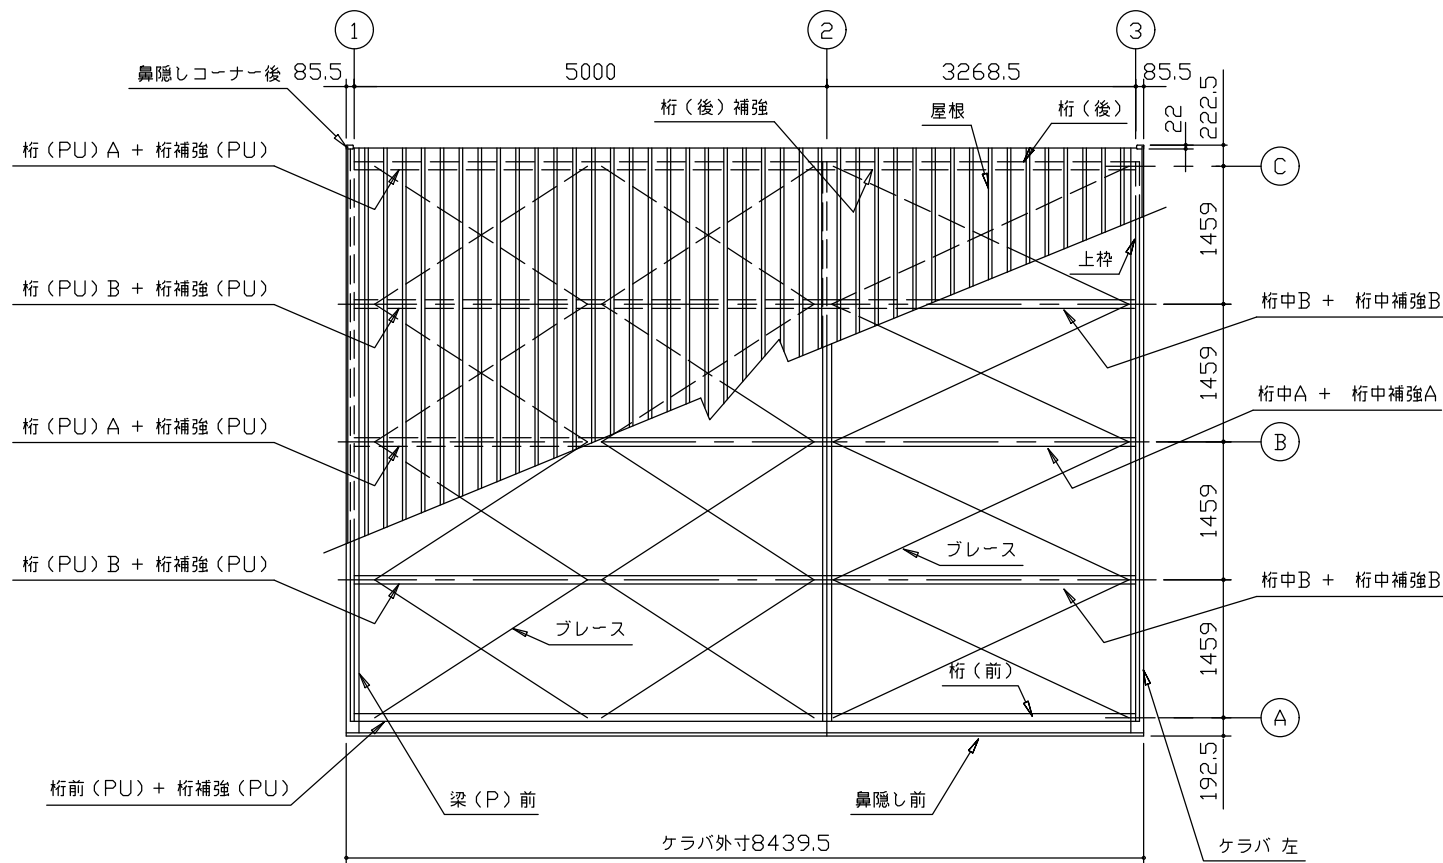 1
2
3
鼻隠しコーナー後
85.5
5000
3268.5
85.5
222.5
22
桁(後)補強
屋根
桁(後)
桁(PU)A + 桁補強(PU)
C
1459
上枠
桁(PU)B + 桁補強(PU)
桁中B + 桁中補強B
1459
桁中A + 桁中補強A
桁(PU)A + 桁補強(PU)
B
1459
ブレース
桁(PU)B + 桁補強(PU)
桁中B + 桁中補強B
ブレース
1459
桁(前)
A
192.5
桁前(PU)+ 桁補強(PU)
梁(P)前
鼻隠し前
ケラバ外寸8439.5
ケラバ 左